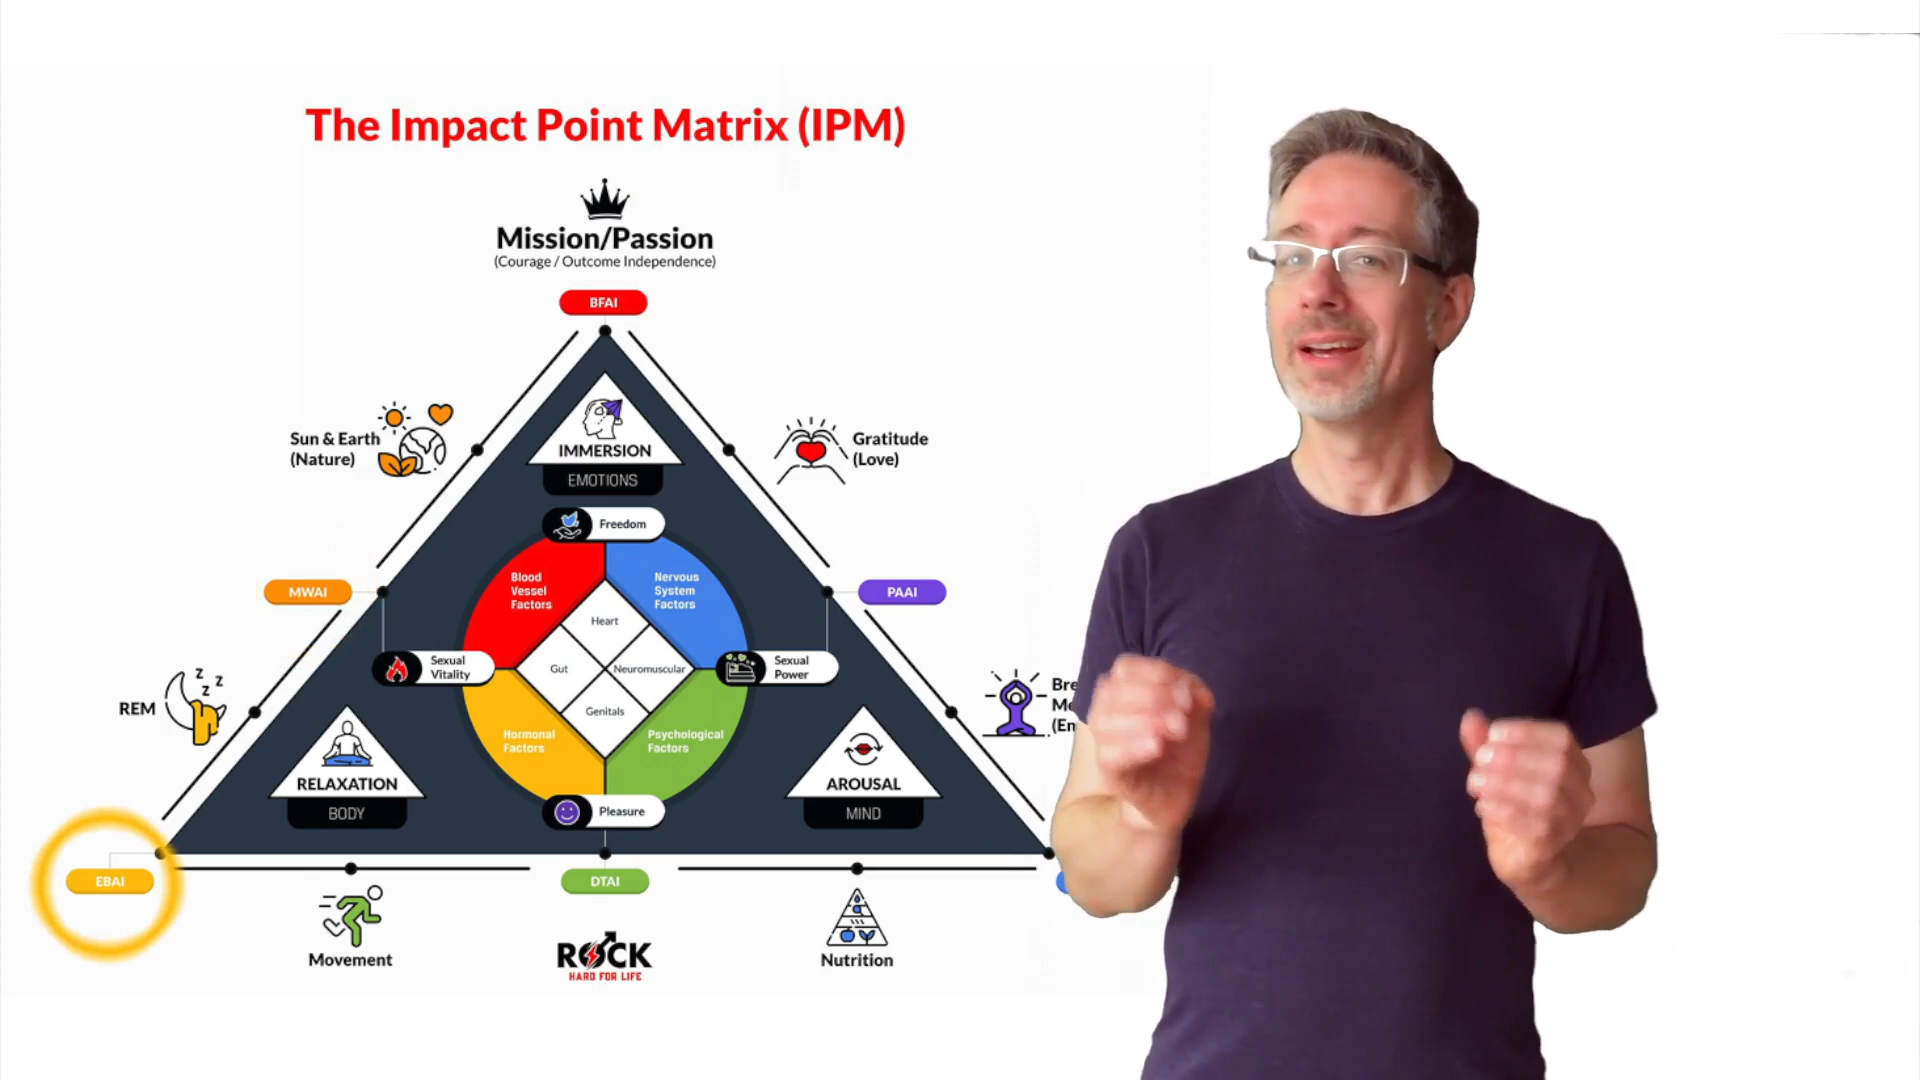 The Impact Point Matrix (IPM)
Mission/Passion
(Courage / Outcome Independence)
BFAI
Sun & Earth
(Nature)
Gratitude
(Love)
IMMERSION
EMOTIONS
Freedom
Blood
Vessel
Factors
Nervous
System
Factors
MWAI
PAAI
Heart
Gut
Neuromuscular
Genitals
Sexual
Vitality
Sexual
Power
REM
z
z
z
Hormonal
Factors
Psychological
Factors
RELAXATION
BODY
AROUSAL
MIND
Pleasure
EBAI
DTAI
Movement
ROCK
HARD FOR LIFE
Nutrition